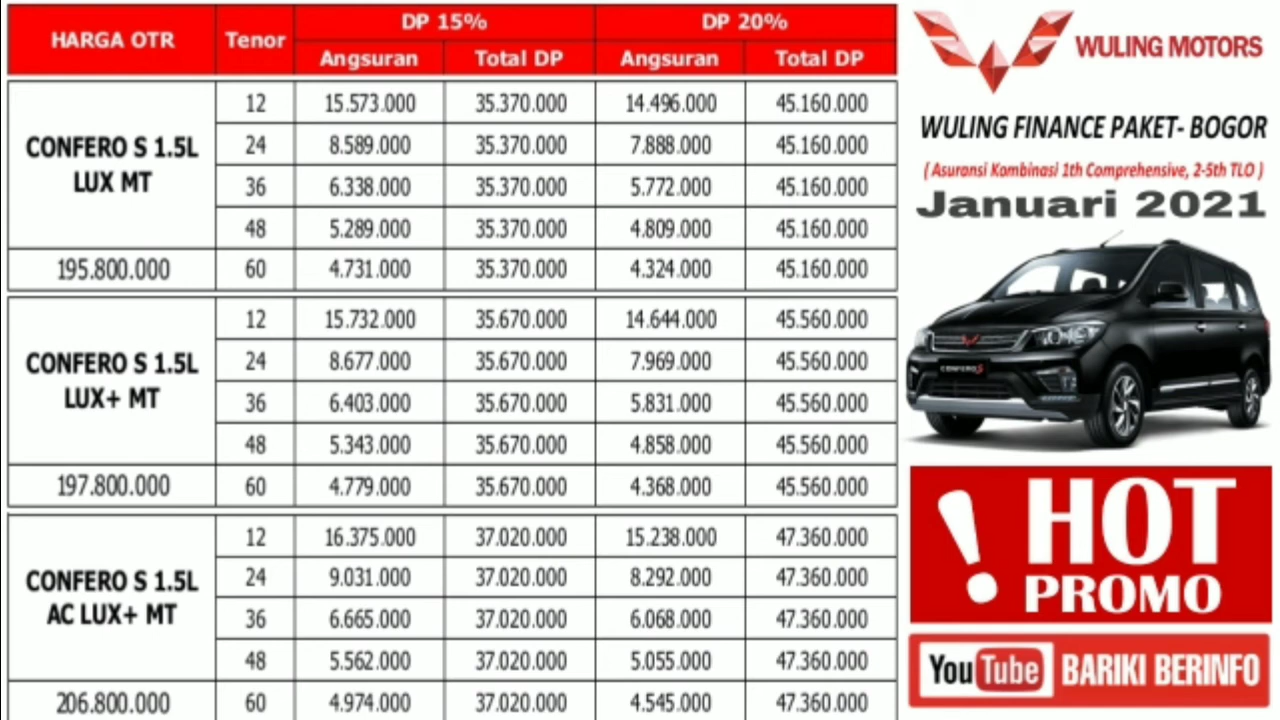 HARGA OTR Tenor DP 15% DP 20%
Angsuran Total DP Angsuran Total DP
CONFERO S 1.5L
LUX MT
12 15.573.000 35.370.000 14.496.000 45.160.000
24 8.589.000 35.370.000 7.888.000 45.160.000
36 6.338.000 35.370.000 5.772.000 45.160.000
48 5.289.000 35.370.000 4.809.000 45.160.000
195.800.000 60 4.731.000 35.370.000 4.324.000 45.160.000
CONFERO S 1.5L
LUX+ MT
12 15.732.000 35.670.000 14.644.000 45.560.000
24 8.677.000 35.670.000 7.969.000 45.560.000
36 6.403.000 35.670.000 5.831.000 45.560.000
48 5.343.000 35.670.000 4.858.000 45.560.000
197.800.000 60 4.779.000 35.670.000 4.368.000 45.560.000
CONFERO S 1.5L
AC LUX+ MT
12 16.375.000 37.020.000 15.238.000 47.360.000
24 9.031.000 37.020.000 8.292.000 47.360.000
36 6.665.000 37.020.000 6.068.000 47.360.000
48 5.562.000 37.020.000 5.055.000 47.360.000
206.800.000 60 4.974.000 37.020.000 4.545.000 47.360.000
WULING MOTORS
WULING FINANCE PAKET- BOGOR
( Asuransi Kombinasi 1th Comprehensive, 2-5th TLO )
Januari 2021
CONFERO S
! HOT
PROMO
YouTube BARIKI BERINFO